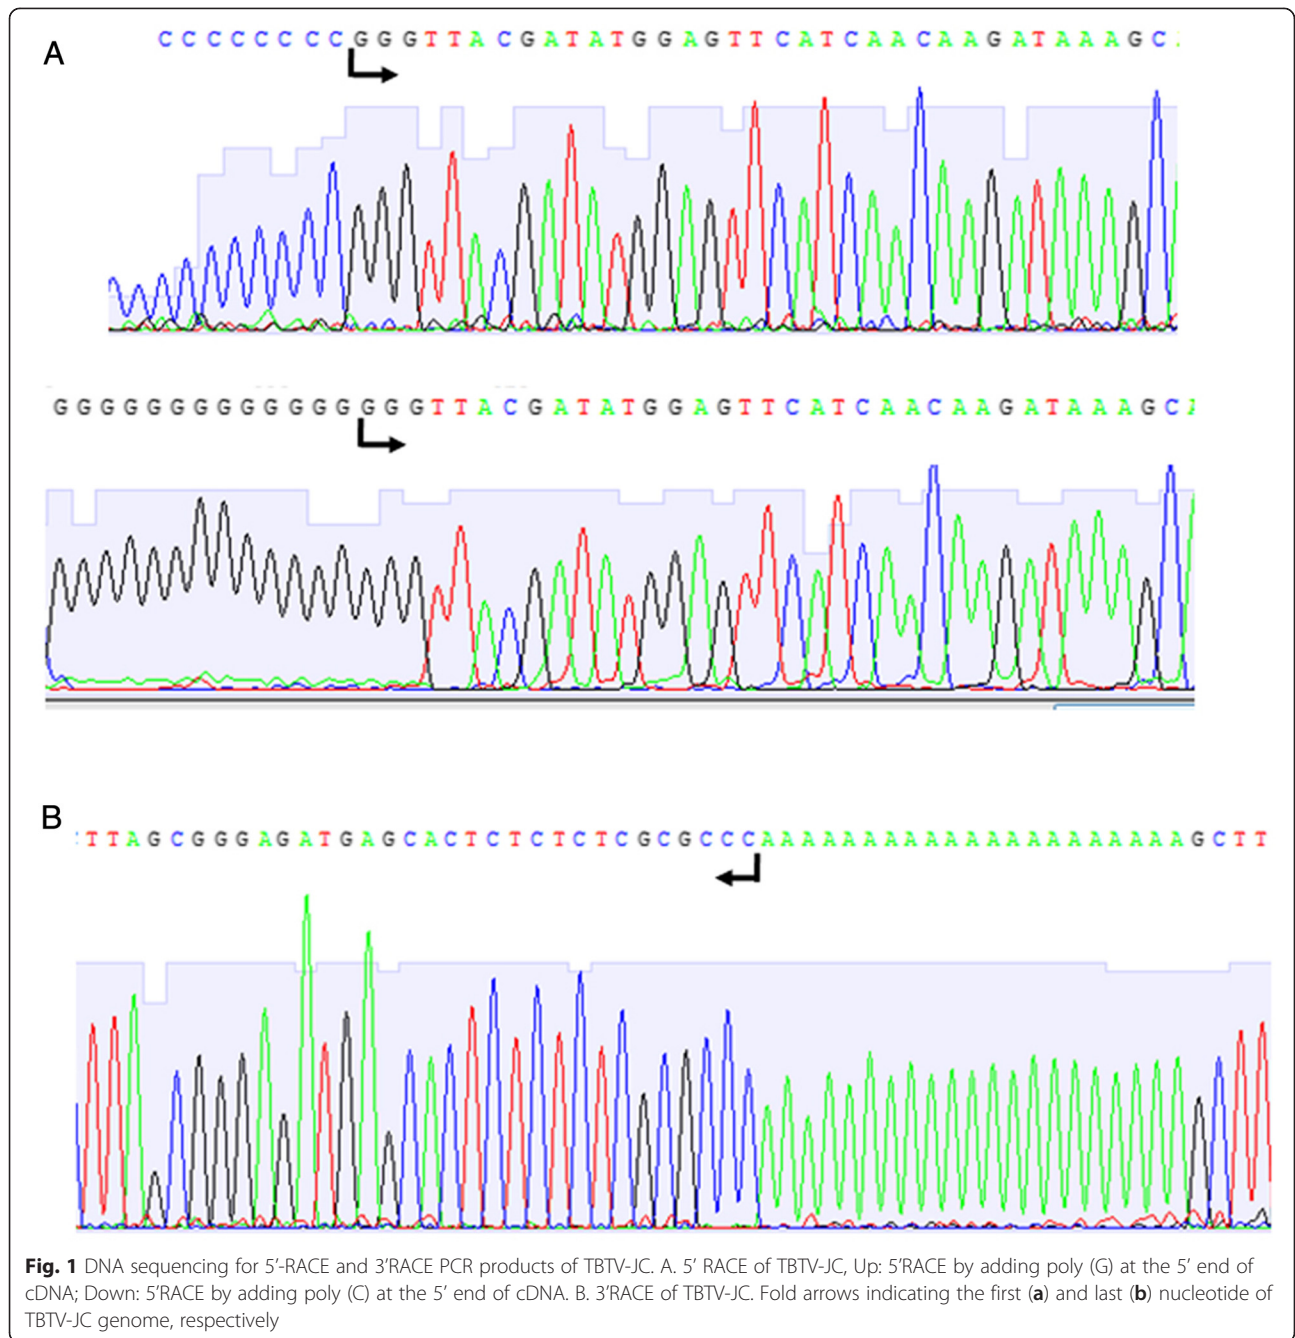 A
C C C C C C C C G G G T T A C G A T A T G G A G T T C A T C A A C A A G A T A A A G C
G G G G G G G G G G G G G G G G T T A C G A T A T G G A G T T C A T C A A C A A G A T A A A G C A
B
T T A G C G G G A G A T G A G C A C T C T C T C T C G C G C C C A A A A A A A A A A A A A A A A A A A A A G C T T
Fig. 1 DNA sequencing for 5'-RACE and 3'RACE PCR products of TBTV-JC. A. 5' RACE of TBTV-JC, Up: 5'RACE by adding poly (G) at the 5' end of
cDNA; Down: 5'RACE by adding poly (C) at the 5' end of cDNA. B. 3'RACE of TBTV-JC. Fold arrows indicating the first (a) and last (b) nucleotide of
TBTV-JC genome, respectively